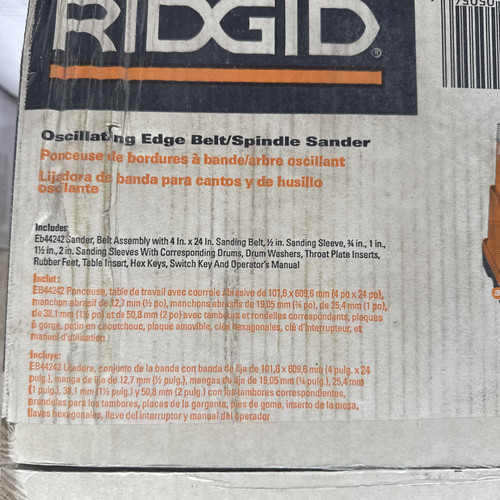 RIDGID®
Oscillating Edge Belt/Spindle Sander
Ponceuse de bordures à bande/arbre oscillant
Lijadora de banda para cantos y de husillo
oscilante
Includes:
Eb44242 Sander, Belt Assembly with 4 In. x 24 In. Sanding Belt, ½ in. Sanding Sleeve, ¾ in., 1 in.,
1½ in., 2 in. Sanding Sleeves With Corresponding Drums, Drum Washers, Throat Plate Inserts,
Rubber Feet, Table Insert, Hex Keys, Switch Key And Operator's Manual
Inclut:
EB44242 Ponceuse, table de travail avec courroie Abrasive de 101,6 x 609,6 mm (4 po x 24 po),
manchon abrasif de 12,7 mm (½ po), manchons abrasifs de 19,05 mm (¾ po), de 25,4 mm (1 po),
de 38,1 mm (1½ po) et de 50,8 mm (2 po) avec tambours et rondelles correspondants, plaques
à gorge, patin en caoutchouc, plaque amovible, clés hexagonales, clé d'interrupteur, et
manuel d'utilisation
Incluye:
EB44242 Lijadora, conjunto de la banda con banda de lija de 101,6 x 609,6 mm (4 pulg. x 24
pulg.), manga de lija de 12,7 mm (½ pulg.), mangas de lija de 19,05 mm (¾ pulg.), 25,4 mm
(1 pulg.), 38,1 mm (1½ pulg.) y 50,8 mm (2 pulg.) con los tambores correspondientes,
arandelas para los tambores, placas de la garganta, pies de goma, inserto de la mesa,
llaves hexagonales, llave del interruptor y manual del operador